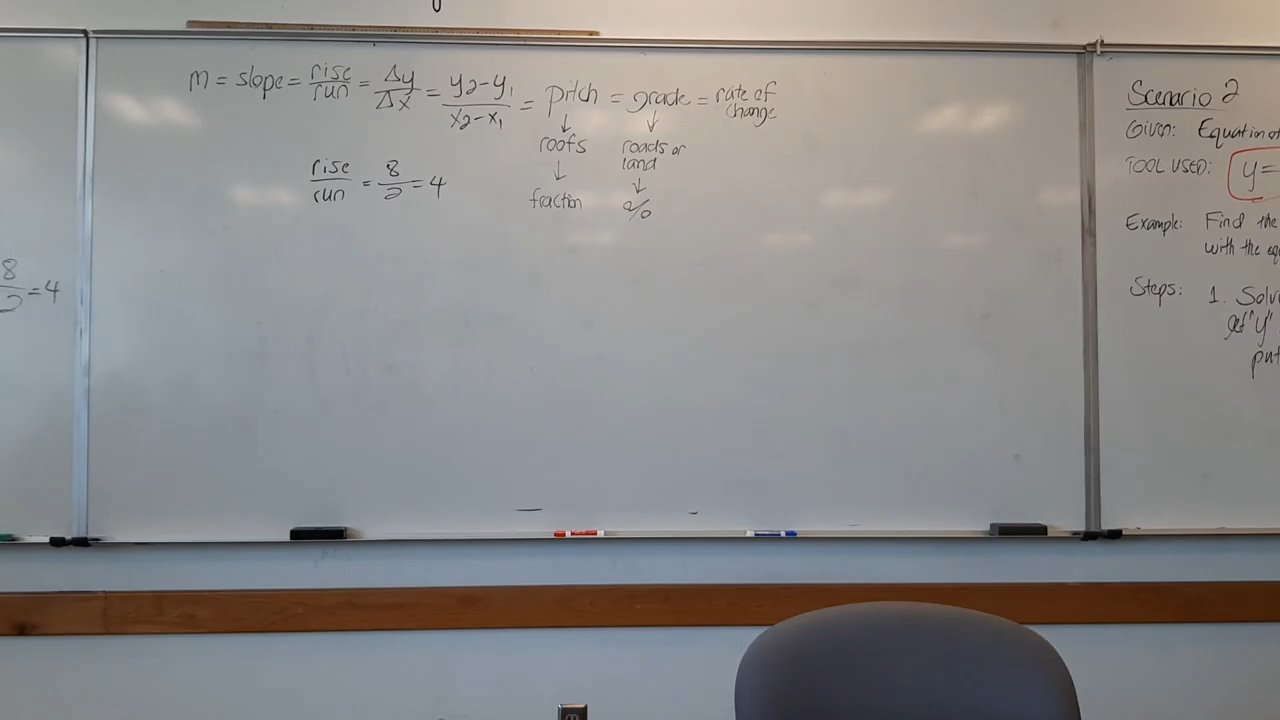 m = slope = rise/run = Δy/Δx = y₂-y₁/x₂-x₁ = pitch = grade = rate of change
↓ ↓
roofs roads or land
↓ ↓
fraction %
rise/run = 8/2 = 4
8/2 = 4
Scenario 2
Given: Equation of
TOOL USED: y =
Example: Find the
with the
Steps: 1. Solve
get "y"
put